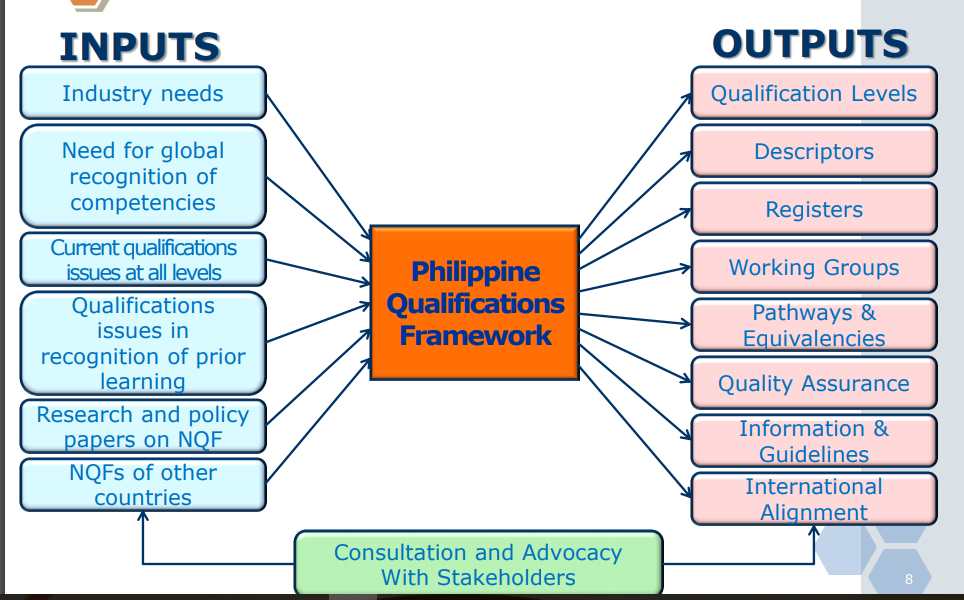 INPUTS
Industry needs
Need for global
recognition of
competencies
Current qualifications
issues at all levels
Qualifications
issues in
recognition of prior
learning
Research and policy
papers on NQF
NQFs of other
countries
Philippine
Qualifications
Framework
OUTPUTS
Qualification Levels
Descriptors
Registers
Working Groups
Pathways &
Equivalencies
Quality Assurance
Information &
Guidelines
International
Alignment
Consultation and Advocacy
With Stakeholders
8